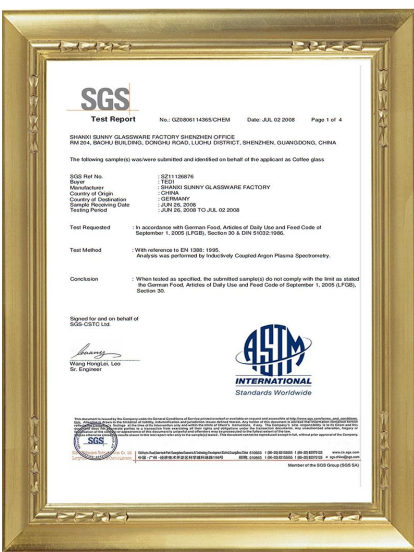 SGS
Test Report No.: GZ0806114365/CHEM Date: JUL 02 2008 Page 1 of 4
SHANXI SUNNY GLASSWARE FACTORY SHENZHEN OFFICE
RM 204, BAOHU BUILDING, DONGHU ROAD, LUOHU DISTRICT, SHENZHEN, GUANGDONG, CHINA
The following sample(s) was/were submitted and identified on behalf of the applicant as Coffee glass
SGS Ref No. : SZ11126876
Buyer : TEDI
Manufacturer : SHANXI SUNNY GLASSWARE FACTORY
Country of Origin : CHINA
Country of Destination : GERMANY
Sample Receiving Date : JUN 26, 2008
Testing Period : JUN 26, 2008 TO JUL 02 2008
Test Requested : In accordance with German Food, Articles of Daily Use and Feed Code of
September 1, 2005 (LFGB), Section 30 & DIN 51032:1986.
Test Method : With reference to EN 1388: 1995.
Analysis was performed by Inductively Coupled Argon Plasma Spectrometry.
Conclusion : When tested as specified, the submitted sample(s) do not comply with the limit as stated
the German Food, Articles of Daily Use and Feed Code of September 1, 2005 (LFGB),
Section 30.
Signed for and on behalf of
SGS-CSTC Ltd.
Wang HongLei, Leo
Sr. Engineer
ASTM
INTERNATIONAL
Standards Worldwide
SGS
www.cn.sgs.com
Member of the SGS Group (SGS SA)